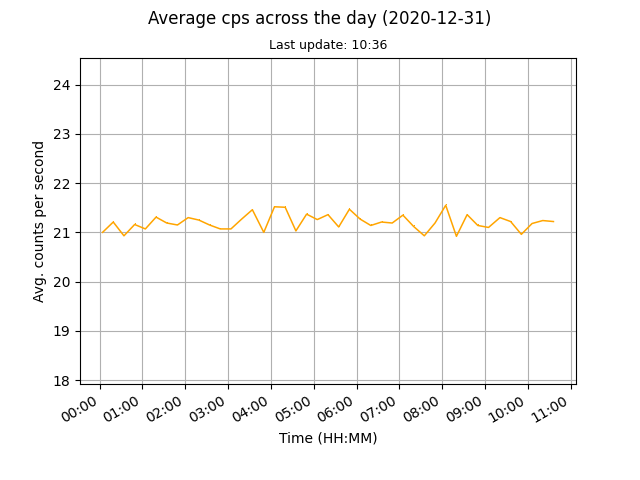 Average cps across the day (2020-12-31)
Last update: 10:36
24
23
22
21
20
19
18
Avg. counts per second
00:00 01:00 02:00 03:00 04:00 05:00 06:00 07:00 08:00 09:00 10:00 11:00
Time (HH:MM)